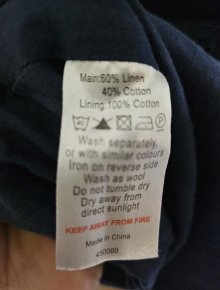 Main:60% Linen
40% Cotton
Lining:100% Cotton
Wash separately,
or with similar colours
Iron on reverse side
Wash as wool
Do not tumble dry
Dry away from
direct sunlight
KEEP AWAY FROM FIRE
Made in China